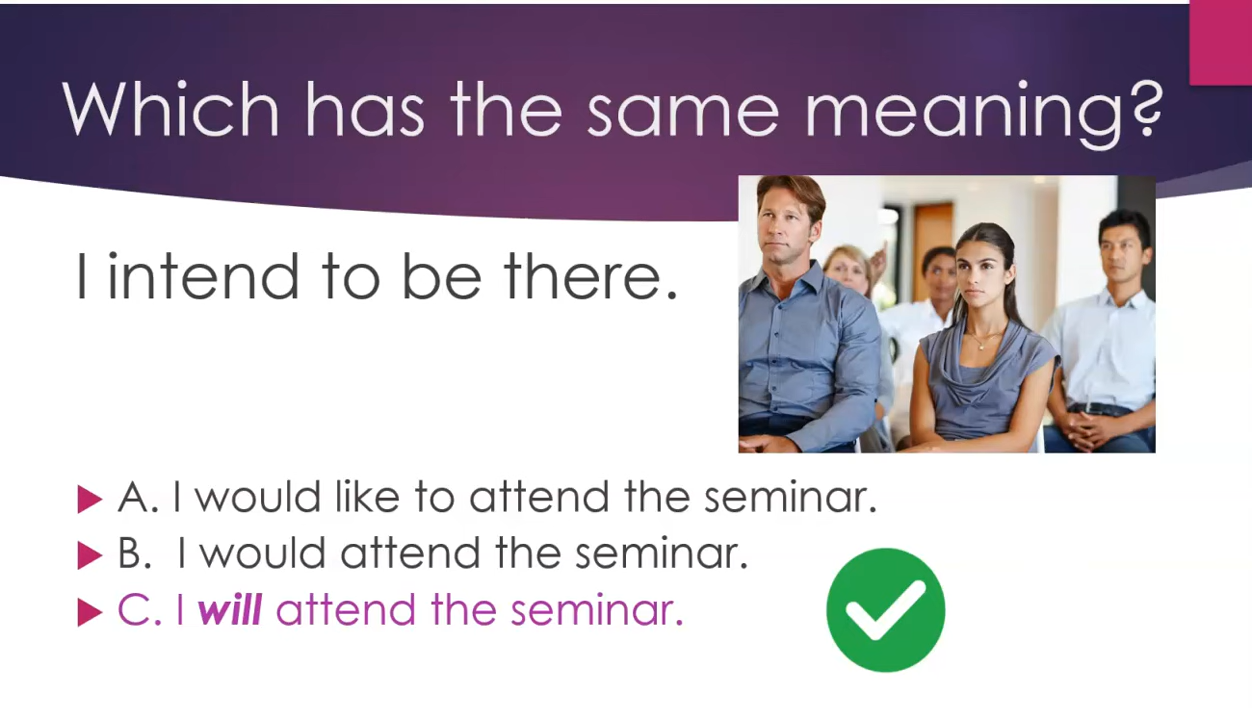 Which has the same meaning?
I intend to be there.
A. I would like to attend the seminar.
B. I would attend the seminar.
C. I will attend the seminar.